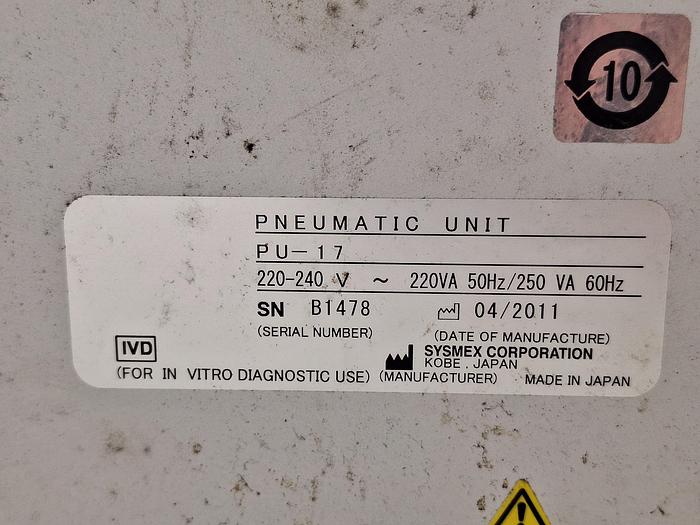 10
PNEUMATIC UNIT
PU-17
220-240 V ~ 220VA 50Hz/250 VA 60Hz
SN B1478 04/2011
(SERIAL NUMBER) (DATE OF MANUFACTURE)
SYSMEX CORPORATION
KOBE, JAPAN
IVD
(FOR IN VITRO DIAGNOSTIC USE) (MANUFACTURER) MADE IN JAPAN